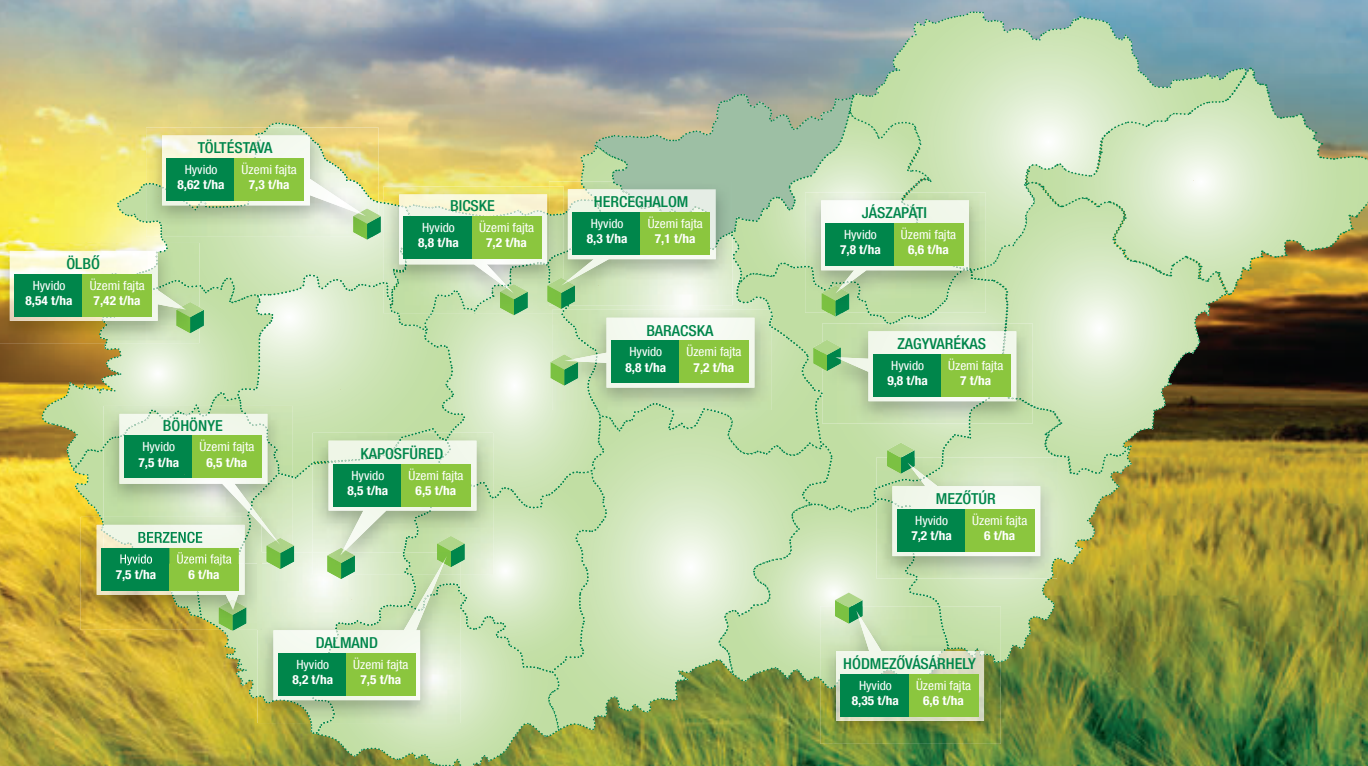 TÖLTÉSTAVA
Hyvido Üzemi fajta
8,62 t/ha 7,3 t/ha
BICSKE
Hyvido Üzemi fajta
8,8 t/ha 7,2 t/ha
HERCEGHALOM
Hyvido Üzemi fajta
8,3 t/ha 7,1 t/ha
JÁSZAPÁTI
Hyvido Üzemi fajta
7,8 t/ha 6,6 t/ha
ÖLBŐ
Hyvido Üzemi fajta
8,54 t/ha 7,42 t/ha
BARACSKA
Hyvido Üzemi fajta
8,8 t/ha 7,2 t/ha
ZAGYVARÉKAS
Hyvido Üzemi fajta
9,8 t/ha 7 t/ha
BÖHÖNYE
Hyvido Üzemi fajta
7,5 t/ha 6,5 t/ha
KAPOSFÜRED
Hyvido Üzemi fajta
8,5 t/ha 6,5 t/ha
MEZŐTÚR
Hyvido Üzemi fajta
7,2 t/ha 6 t/ha
BERZENCE
Hyvido Üzemi fajta
7,5 t/ha 6 t/ha
DALMAND
Hyvido Üzemi fajta
8,2 t/ha 7,5 t/ha
HÓDMEZŐVÁSÁRHELY
Hyvido Üzemi fajta
8,35 t/ha 6,6 t/ha